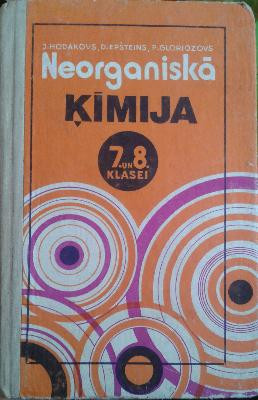 J.HODAKOVS, D.EPŠTEINS, P.GLORIOZOVS
Neorganiskā
ĶĪMIJA
7. UN 8.
KLASEI